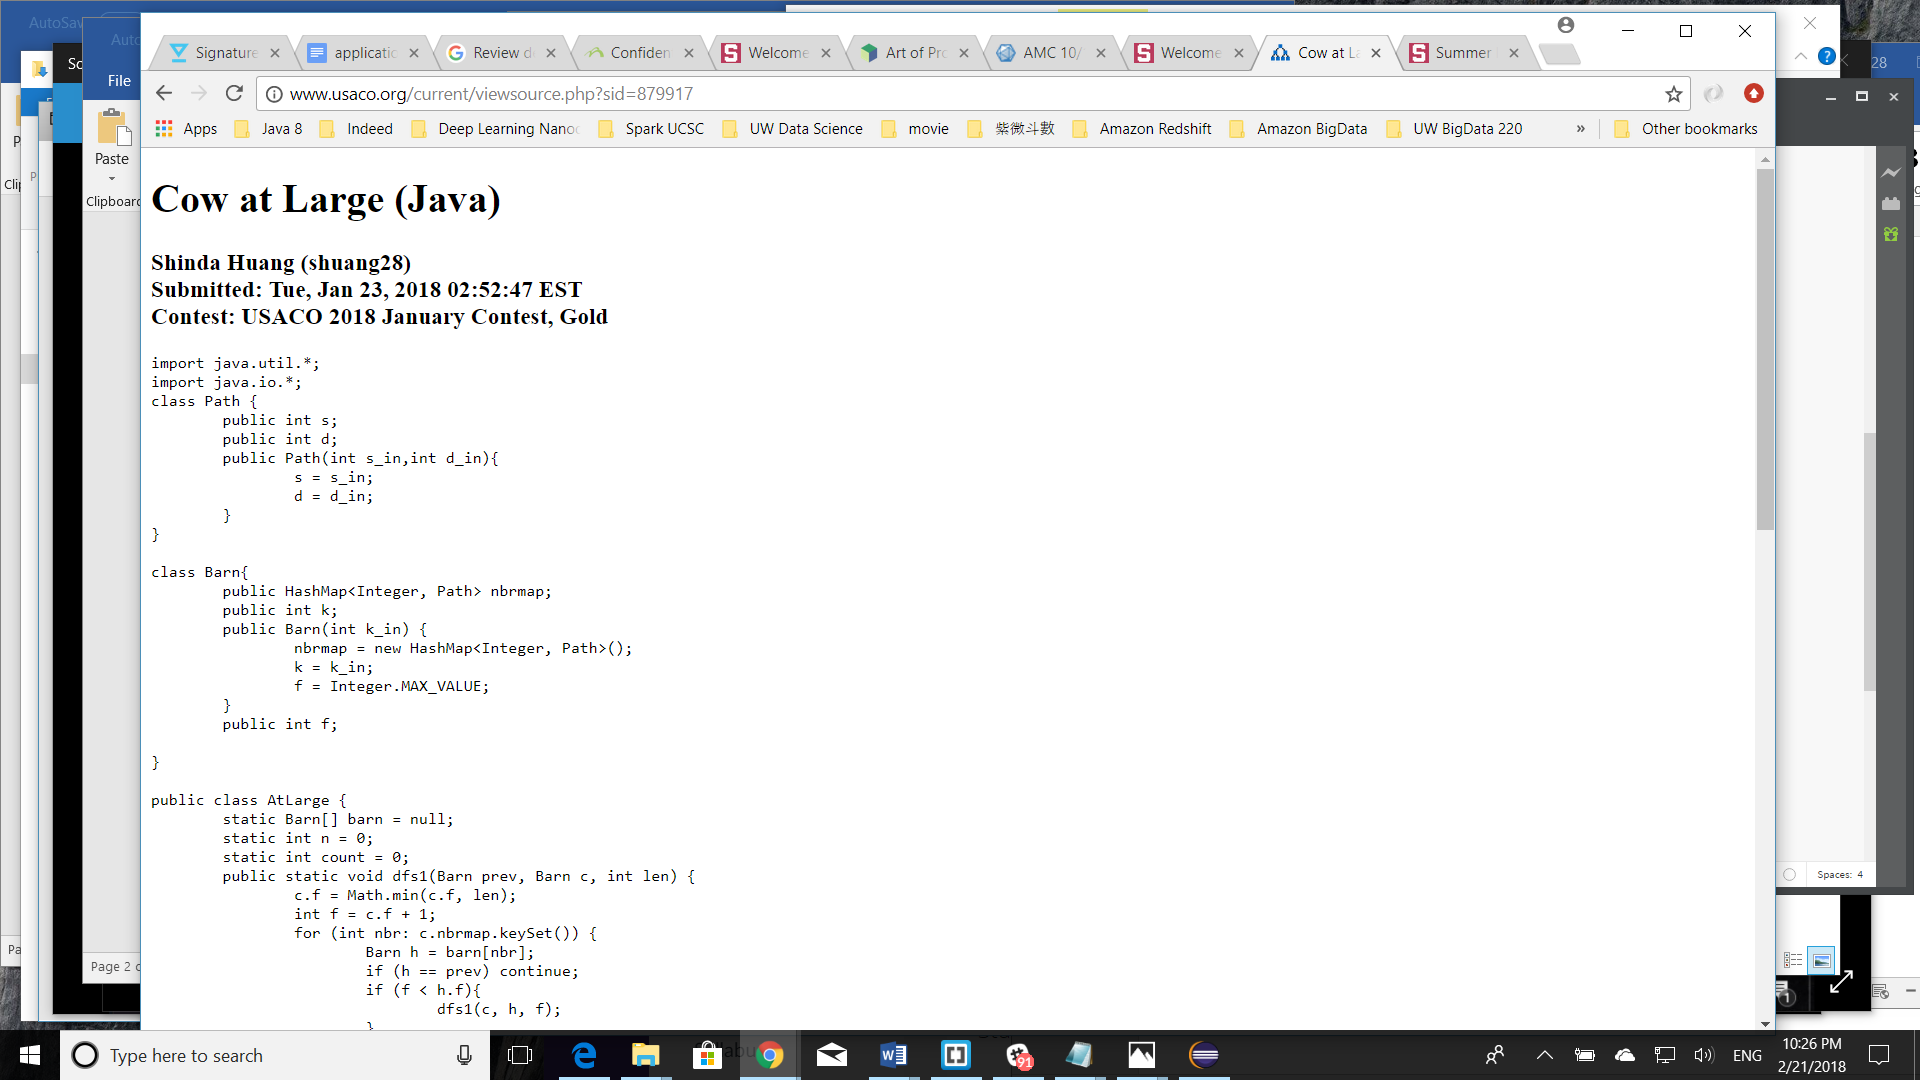 AutoSav
Signature
applicatio
Review d
Confiden
Welcome
Art of Pro
AMC 10/
Welcome
Cow at La
Summer
File
www.usaco.org/current/viewsource.php?sid=879917
Apps
Java 8
Indeed
Deep Learning Nano
Spark UCSC
UW Data Science
movie
紫微斗數
Amazon Redshift
Amazon BigData
UW BigData 220
»
Other bookmarks
Paste
Clipboard
Cow at Large (Java)
Shinda Huang (shuang28)
Submitted: Tue, Jan 23, 2018 02:52:47 EST
Contest: USACO 2018 January Contest, Gold
import java.util.*;
import java.io.*;
class Path {
public int s;
public int d;
public Path(int s_in,int d_in){
s = s_in;
d = d_in;
}
}
class Barn{
public HashMap<Integer, Path> nbrmap;
public int k;
public Barn(int k_in) {
nbrmap = new HashMap<Integer, Path>();
k = k_in;
f = Integer.MAX_VALUE;
}
public int f;
}
public class AtLarge {
static Barn[] barn = null;
static int n = 0;
static int count = 0;
public static void dfs1(Barn prev, Barn c, int len) {
c.f = Math.min(c.f, len);
int f = c.f + 1;
for (int nbr: c.nbrmap.keySet()) {
Barn h = barn[nbr];
if (h == prev) continue;
if (f < h.f){
dfs1(c, h, f);
}
Spaces: 4
Page 2 o
Type here to search
91
ENG
10:26 PM
2/21/2018